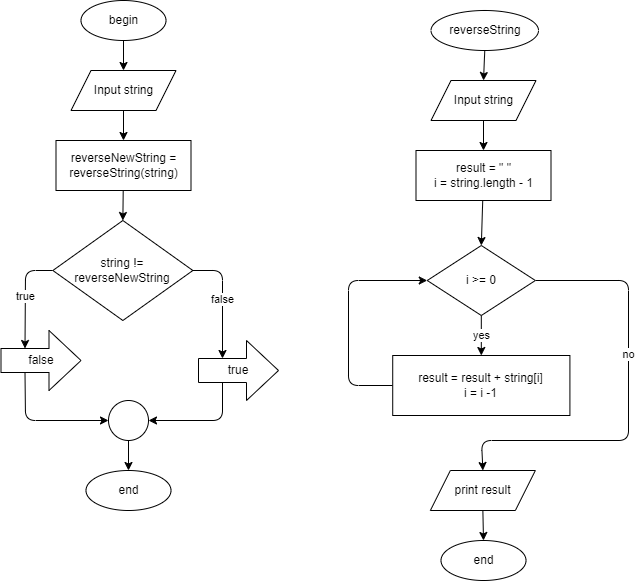 begin
Input string
reverseNewString =
reverseString(string)
string !=
reverseNewString
true
false
false
true
end
reverseString
Input string
result = " "
i = string.length - 1
i >= 0
yes
no
result = result + string[i]
i = i -1
print result
end